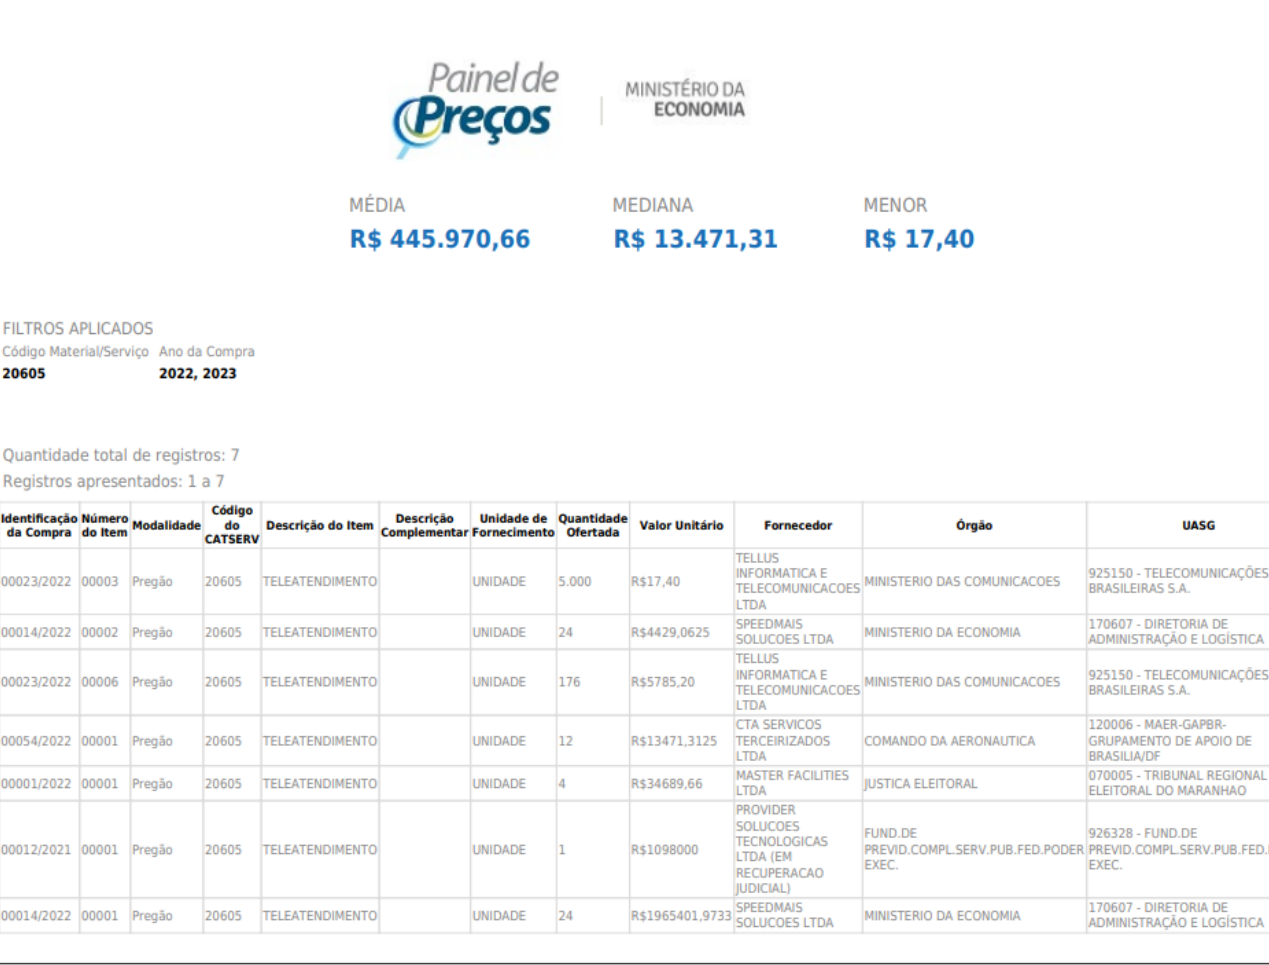 Painel de
Preços
MINISTÉRIO DA
ECONOMIA
MÉDIA MEDIANA MENOR
R$ 445.970,66 R$ 13.471,31 R$ 17,40
FILTROS APLICADOS
Código Material/Serviço Ano da Compra
20605 2022, 2023
Quantidade total de registros: 7
Registros apresentados: 1 a 7
Identificação da Compra Número do Item Modalidade Código do CATSERV Descrição do Item Descrição Complementar Unidade de Fornecimento Quantidade Ofertada Valor Unitário Fornecedor Órgão UASG
00023/2022 00003 Pregão 20605 TELEATENDIMENTO UNIDADE 5.000 R$17,40 TELLUS INFORMATICA E TELECOMUNICACOES LTDA MINISTERIO DAS COMUNICACOES 925150 - TELECOMUNICAÇÕES BRASILEIRAS S.A.
00014/2022 00002 Pregão 20605 TELEATENDIMENTO UNIDADE 24 R$4429,0625 SPEEDMAIS SOLUCOES LTDA MINISTERIO DA ECONOMIA 170607 - DIRETORIA DE ADMINISTRAÇÃO E LOGÍSTICA
00023/2022 00006 Pregão 20605 TELEATENDIMENTO UNIDADE 176 R$5785,20 TELLUS INFORMATICA E TELECOMUNICACOES LTDA MINISTERIO DAS COMUNICACOES 925150 - TELECOMUNICAÇÕES BRASILEIRAS S.A.
00054/2022 00001 Pregão 20605 TELEATENDIMENTO UNIDADE 12 R$13471,3125 CTA SERVICOS TERCEIRIZADOS LTDA COMANDO DA AERONAUTICA 120006 - MAER-GAPBR-GRUPAMENTO DE APOIO DE BRASILIA/DF
00001/2022 00001 Pregão 20605 TELEATENDIMENTO UNIDADE 4 R$34689,66 MASTER FACILITIES LTDA JUSTICA ELEITORAL 070005 - TRIBUNAL REGIONAL ELEITORAL DO MARANHAO
00012/2021 00001 Pregão 20605 TELEATENDIMENTO UNIDADE 1 R$1098000 PROVIDER SOLUCOES TECNOLOGICAS LTDA (EM RECUPERACAO JUDICIAL) FUND.DE PREVID.COMPL.SERV.PUB.FED.PODER EXEC. 926328 - FUND.DE PREVID.COMPL.SERV.PUB.FED. EXEC.
00014/2022 00001 Pregão 20605 TELEATENDIMENTO UNIDADE 24 R$1965401,9733 SPEEDMAIS SOLUCOES LTDA MINISTERIO DA ECONOMIA 170607 - DIRETORIA DE ADMINISTRAÇÃO E LOGÍSTICA